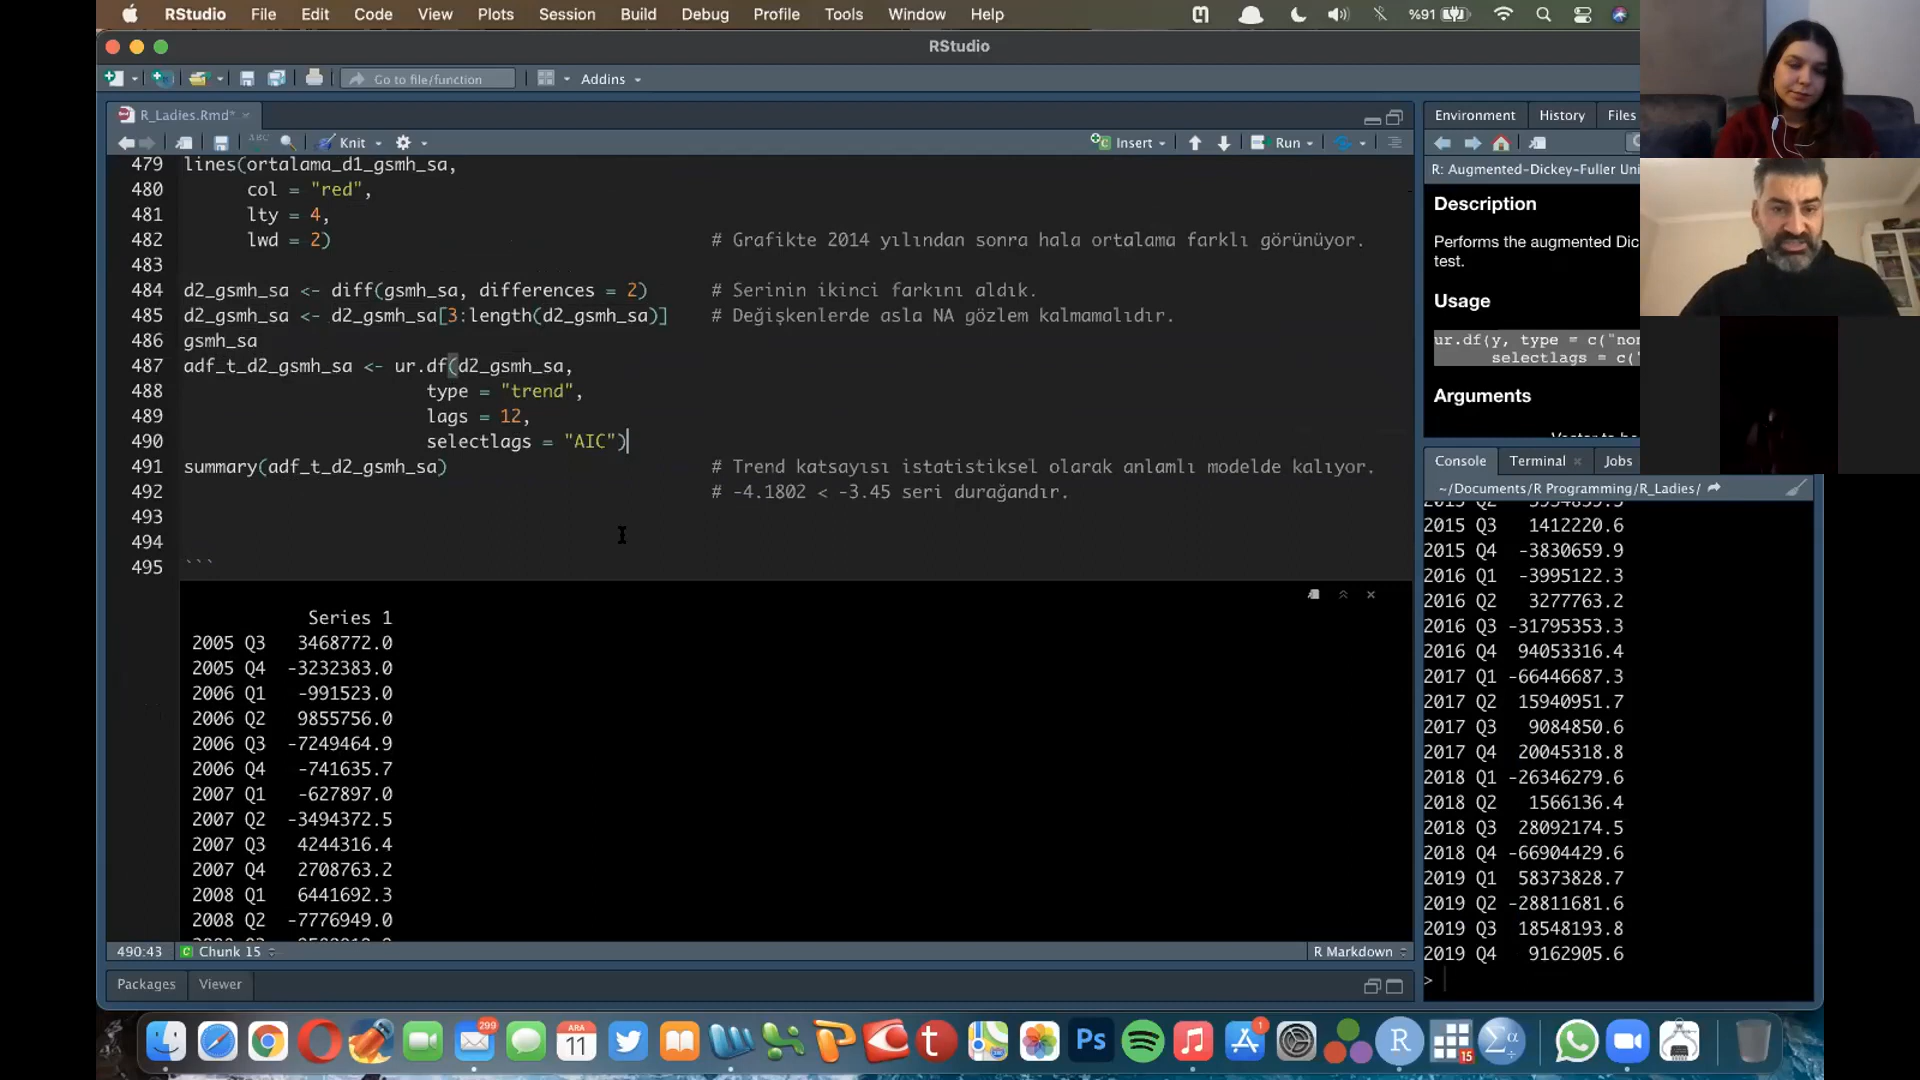 RStudio File Edit Code View Plots Session Build Debug Profile Tools Window Help %91
RStudio
Go to file/function Addins
R_Ladies.Rmd*
Knit Insert Run
479 lines(ortalama_d1_gsmh_sa,
480 col = "red",
481 lty = 4,
482 lwd = 2) # Grafikte 2014 yılından sonra hala ortalama farklı görünüyor.
483
484 d2_gsmh_sa <- diff(gsmh_sa, differences = 2) # Serinin ikinci farkını aldık.
485 d2_gsmh_sa <- d2_gsmh_sa[3:length(d2_gsmh_sa)] # Değişkenlerde asla NA gözlem kalmamalıdır.
486 gsmh_sa
487 adf_t_d2_gsmh_sa <- ur.df(d2_gsmh_sa,
488 type = "trend",
489 lags = 12,
490 selectlags = "AIC")
491 summary(adf_t_d2_gsmh_sa) # Trend katsayısı istatistiksel olarak anlamlı modelde kalıyor.
492 # -4.1802 < -3.45 seri durağandır.
493
494
495 ```
Series 1
2005 Q3 3468772.0
2005 Q4 -3232383.0
2006 Q1 -991523.0
2006 Q2 9855756.0
2006 Q3 -7249464.9
2006 Q4 -741635.7
2007 Q1 -627897.0
2007 Q2 -3494372.5
2007 Q3 4244316.4
2007 Q4 2708763.2
2008 Q1 6441692.3
2008 Q2 -7776949.0
490:43 Chunk 15 R Markdown
Packages Viewer
Environment History Files
R: Augmented-Dickey-Fuller Uni
Description
Performs the augmented Dic
test.
Usage
ur.df(y, type = c("non
selectlags = c("
Arguments
Console Terminal Jobs
~/Documents/R Programming/R_Ladies/
2015 Q3 1412220.6
2015 Q4 -3830659.9
2016 Q1 -3995122.3
2016 Q2 3277763.2
2016 Q3 -31795353.3
2016 Q4 94053316.4
2017 Q1 -66446687.3
2017 Q2 15940951.7
2017 Q3 9084850.6
2017 Q4 20045318.8
2018 Q1 -26346279.6
2018 Q2 1566136.4
2018 Q3 28092174.5
2018 Q4 -66904429.6
2019 Q1 58373828.7
2019 Q2 -28811681.6
2019 Q3 18548193.8
2019 Q4 9162905.6
>
299 ARA 11 Ps 1 R 15